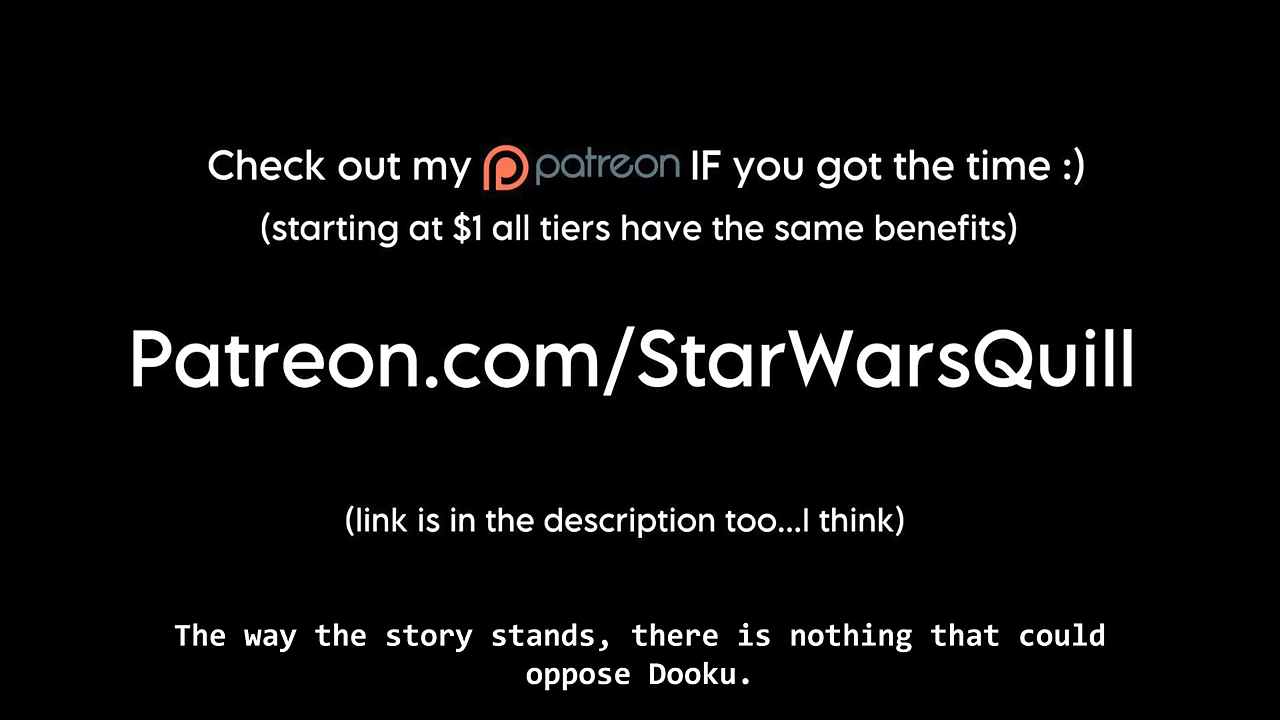 Check out my patreon IF you got the time :)
(starting at $1 all tiers have the same benefits)
Patreon.com/StarWarsQuill
(link is in the description too...I think)
The way the story stands, there is nothing that could
oppose Dooku.